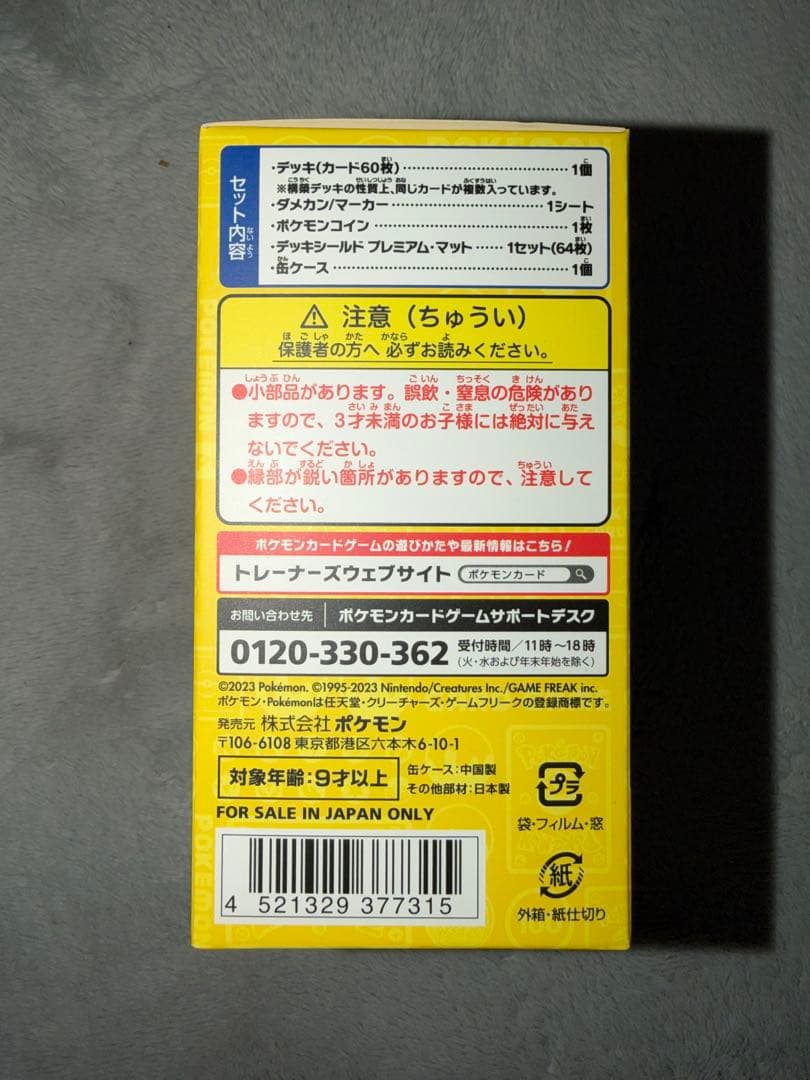 セット内容
・デッキ(カード60枚) …… 1個
※構築デッキの性質上、同じカードが複数入っています。
・ダメカン/マーカー …… 1シート
・ポケモンコイン …… 1枚
・デッキシールド プレミアム・マット …… 1セット(64枚)
・缶ケース …… 1個
⚠ 注意(ちゅうい)
保護者の方へ 必ずお読みください。
●小部品があります。誤飲・窒息の危険があり
ますので、3才未満のお子様には絶対に与え
ないでください。
●縁部が鋭い箇所がありますので、注意して
ください。
ポケモンカードゲームの遊びかたや最新情報はこちら!
トレーナーズウェブサイト ポケモンカード
お問い合わせ先 ポケモンカードゲームサポートデスク
0120-330-362 受付時間/11時~18時
(火・水および年末年始を除く)
©2023 Pokémon. ©1995-2023 Nintendo/Creatures Inc./GAME FREAK inc.
ポケモン・Pokémonは任天堂・クリーチャーズ・ゲームフリークの登録商標です。
発売元 株式会社ポケモン
〒106-6108 東京都港区六本木6-10-1
対象年齢:9才以上
缶ケース:中国製
その他部材:日本製
FOR SALE IN JAPAN ONLY
プラ
袋・フィルム・窓
4 521329 377315
紙
外箱・紙仕切り